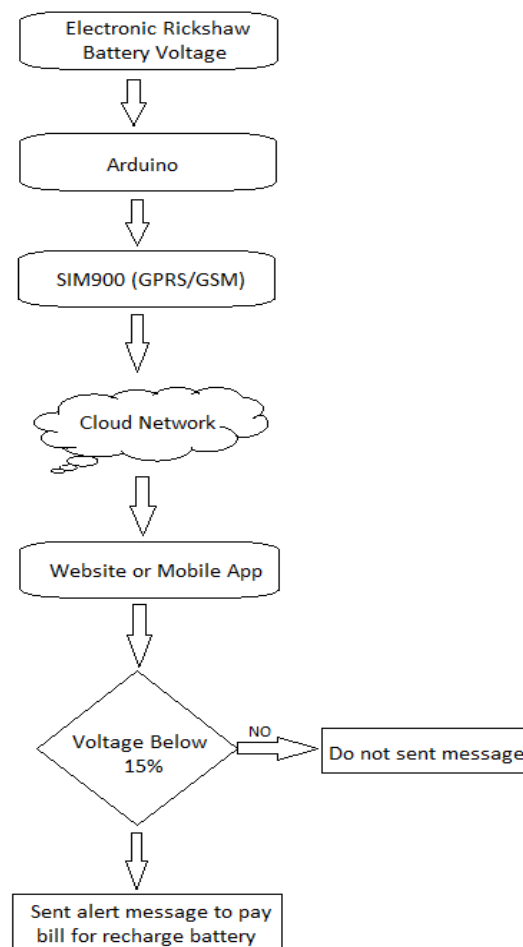 Electronic Rickshaw
Battery Voltage
Arduino
SIM900 (GPRS/GSM)
Cloud Network
Website or Mobile App
Voltage Below
15%
NO
Do not sent message
Sent alert message to pay
bill for recharge battery